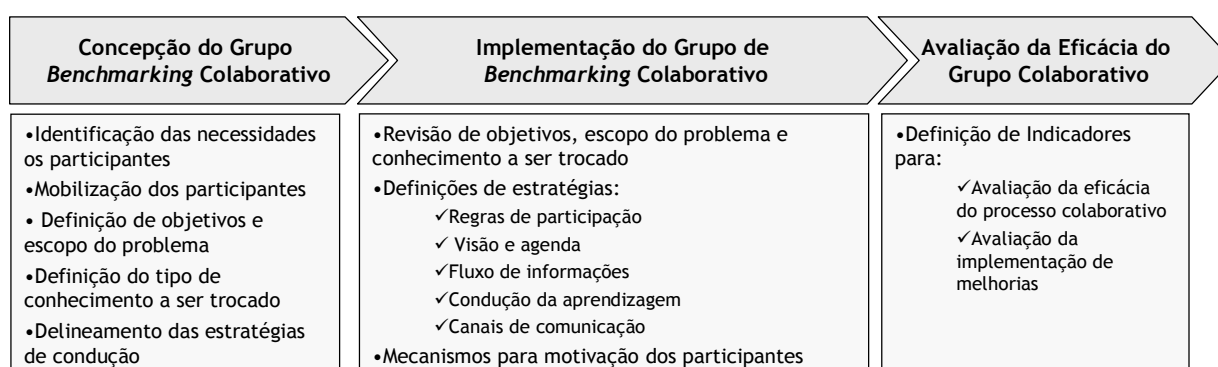 Concepção do Grupo
Benchmarking Colaborativo
Implementação do Grupo de
Benchmarking Colaborativo
Avaliação da Eficácia do
Grupo Colaborativo
•Identificação das necessidades
os participantes
•Mobilização dos participantes
• Definição de objetivos e
escopo do problema
•Definição do tipo de
conhecimento a ser trocado
•Delineamento das estratégias
de condução
•Revisão de objetivos, escopo do problema e
conhecimento a ser trocado
•Definições de estratégias:
✓Regras de participação
✓ Visão e agenda
✓Fluxo de informações
✓Condução da aprendizagem
✓Canais de comunicação
•Mecanismos para motivação dos participantes
•Definição de Indicadores
para:
✓Avaliação da eficácia
do processo colaborativo
✓Avaliação da
implementação de
melhorias